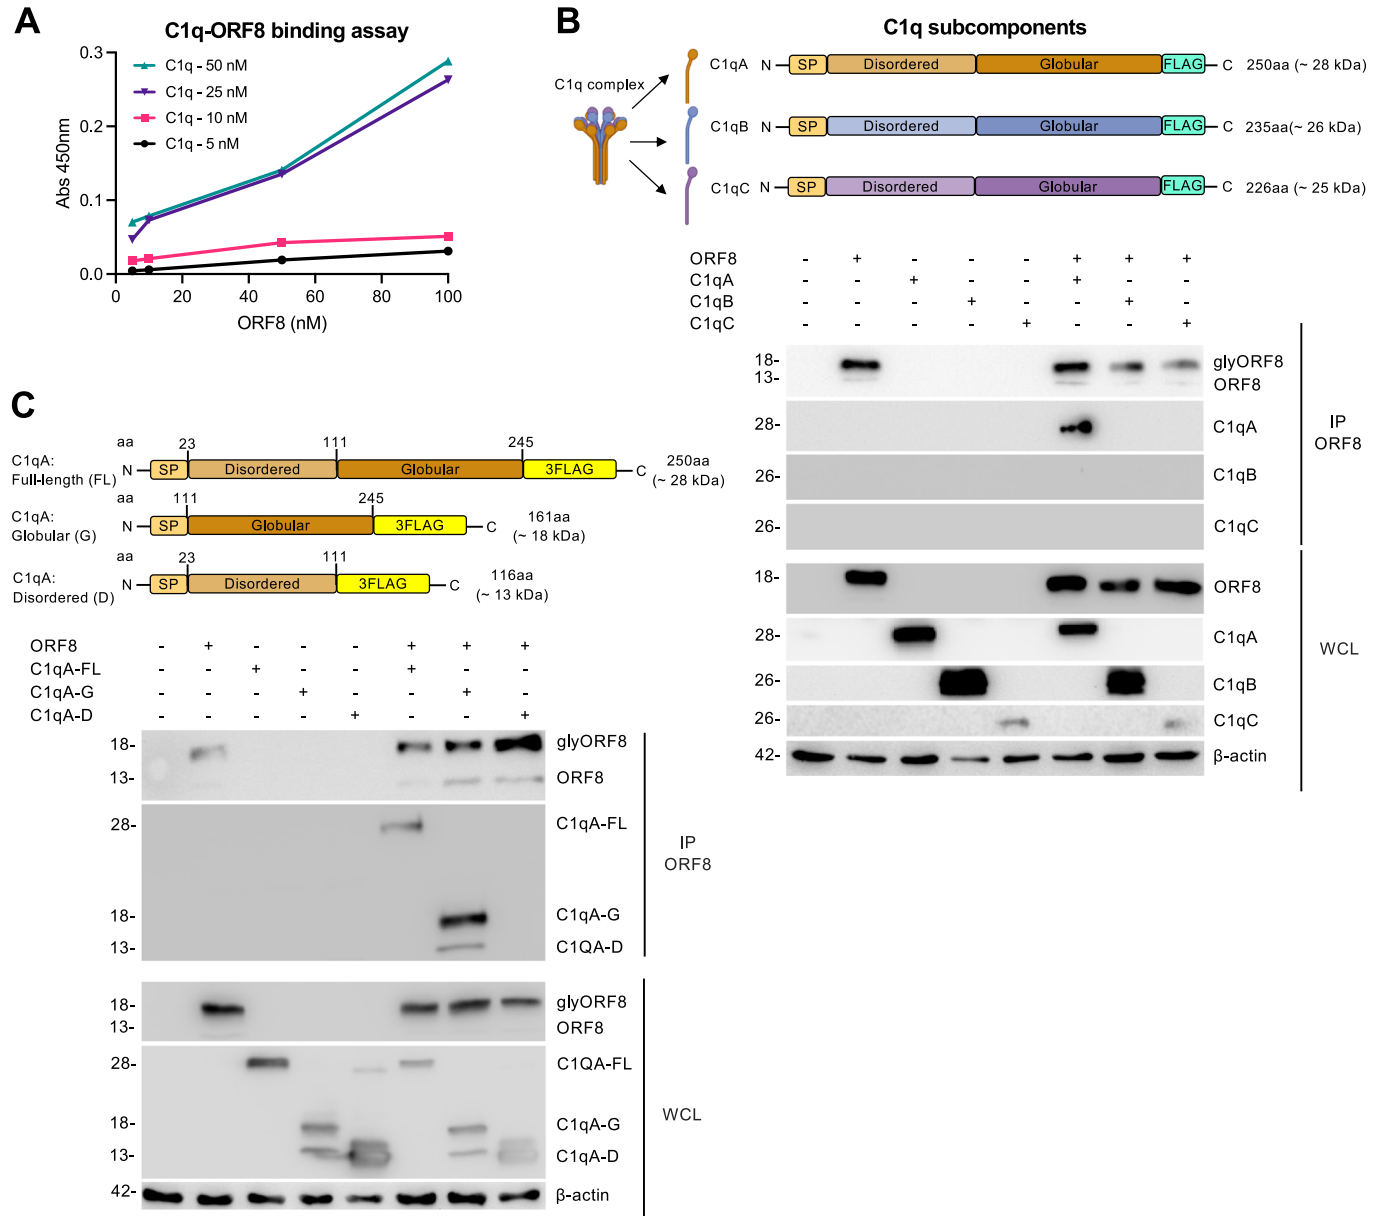 A
C1q-ORF8 binding assay
0.3
0.2
0.1
0.0
Abs 450nm
C1q - 50 nM
C1q - 25 nM
C1q - 10 nM
C1q - 5 nM
0 20 40 60 80 100
ORF8 (nM)
B
C1q subcomponents
C1q complex
C1qA N SP Disordered Globular FLAG C 250aa (~ 28 kDa)
C1qB N SP Disordered Globular FLAG C 235aa(~ 26 kDa)
C1qC N SP Disordered Globular FLAG C 226aa (~ 25 kDa)
ORF8 - + - - - + + +
C1qA - - + - - + - -
C1qB - - - + - - + -
C1qC - - - - + - - +
18- glyORF8
13- ORF8
28- C1qA
26- C1qB
26- C1qC
IP
ORF8
18- ORF8
28- C1qA
26- C1qB
26- C1qC
42- β-actin
WCL
C
aa 23 111 245
C1qA:
Full-length (FL)
N SP Disordered Globular 3FLAG C
250aa
(~ 28 kDa)
aa 111 245
C1qA:
Globular (G)
N SP Globular 3FLAG C
161aa
(~ 18 kDa)
aa 23 111
C1qA:
Disordered (D)
N SP Disordered 3FLAG C
116aa
(~ 13 kDa)
ORF8 - + - - - + + +
C1qA-FL - - + - - + - -
C1qA-G - - - + - - + -
C1qA-D - - - - + - - +
18- glyORF8
13- ORF8
28- C1qA-FL
18- C1qA-G
13- C1QA-D
IP
ORF8
18- glyORF8
13- ORF8
28- C1QA-FL
18- C1qA-G
13- C1qA-D
42- β-actin
WCL